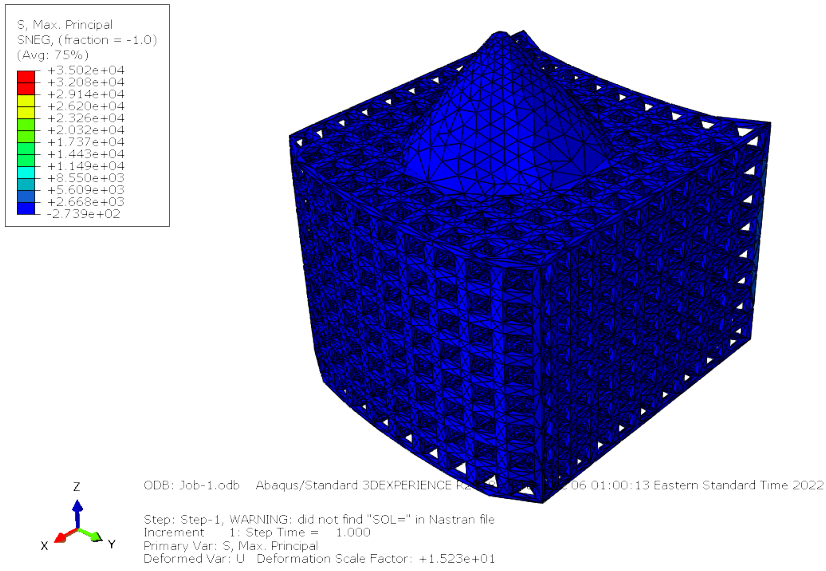 S, Max. Principal
SNEG, (fraction = -1.0)
(Avg: 75%)
+3.502e+04
+3.208e+04
+2.914e+04
+2.620e+04
+2.326e+04
+2.032e+04
+1.737e+04
+1.443e+04
+1.149e+04
+8.550e+03
+5.609e+03
+2.668e+03
-2.739e+02
Z
X
Y
ODB: Job-1.odb Abaqus/Standard 3DEXPERIENCE 06 01:00:13 Eastern Standard Time 2022
Step: Step-1, WARNING: did not find "SOL=" in Nastran file
Increment 1: Step Time = 1.000
Primary Var: S, Max. Principal
Deformed Var: U Deformation Scale Factor: +1.523e+01